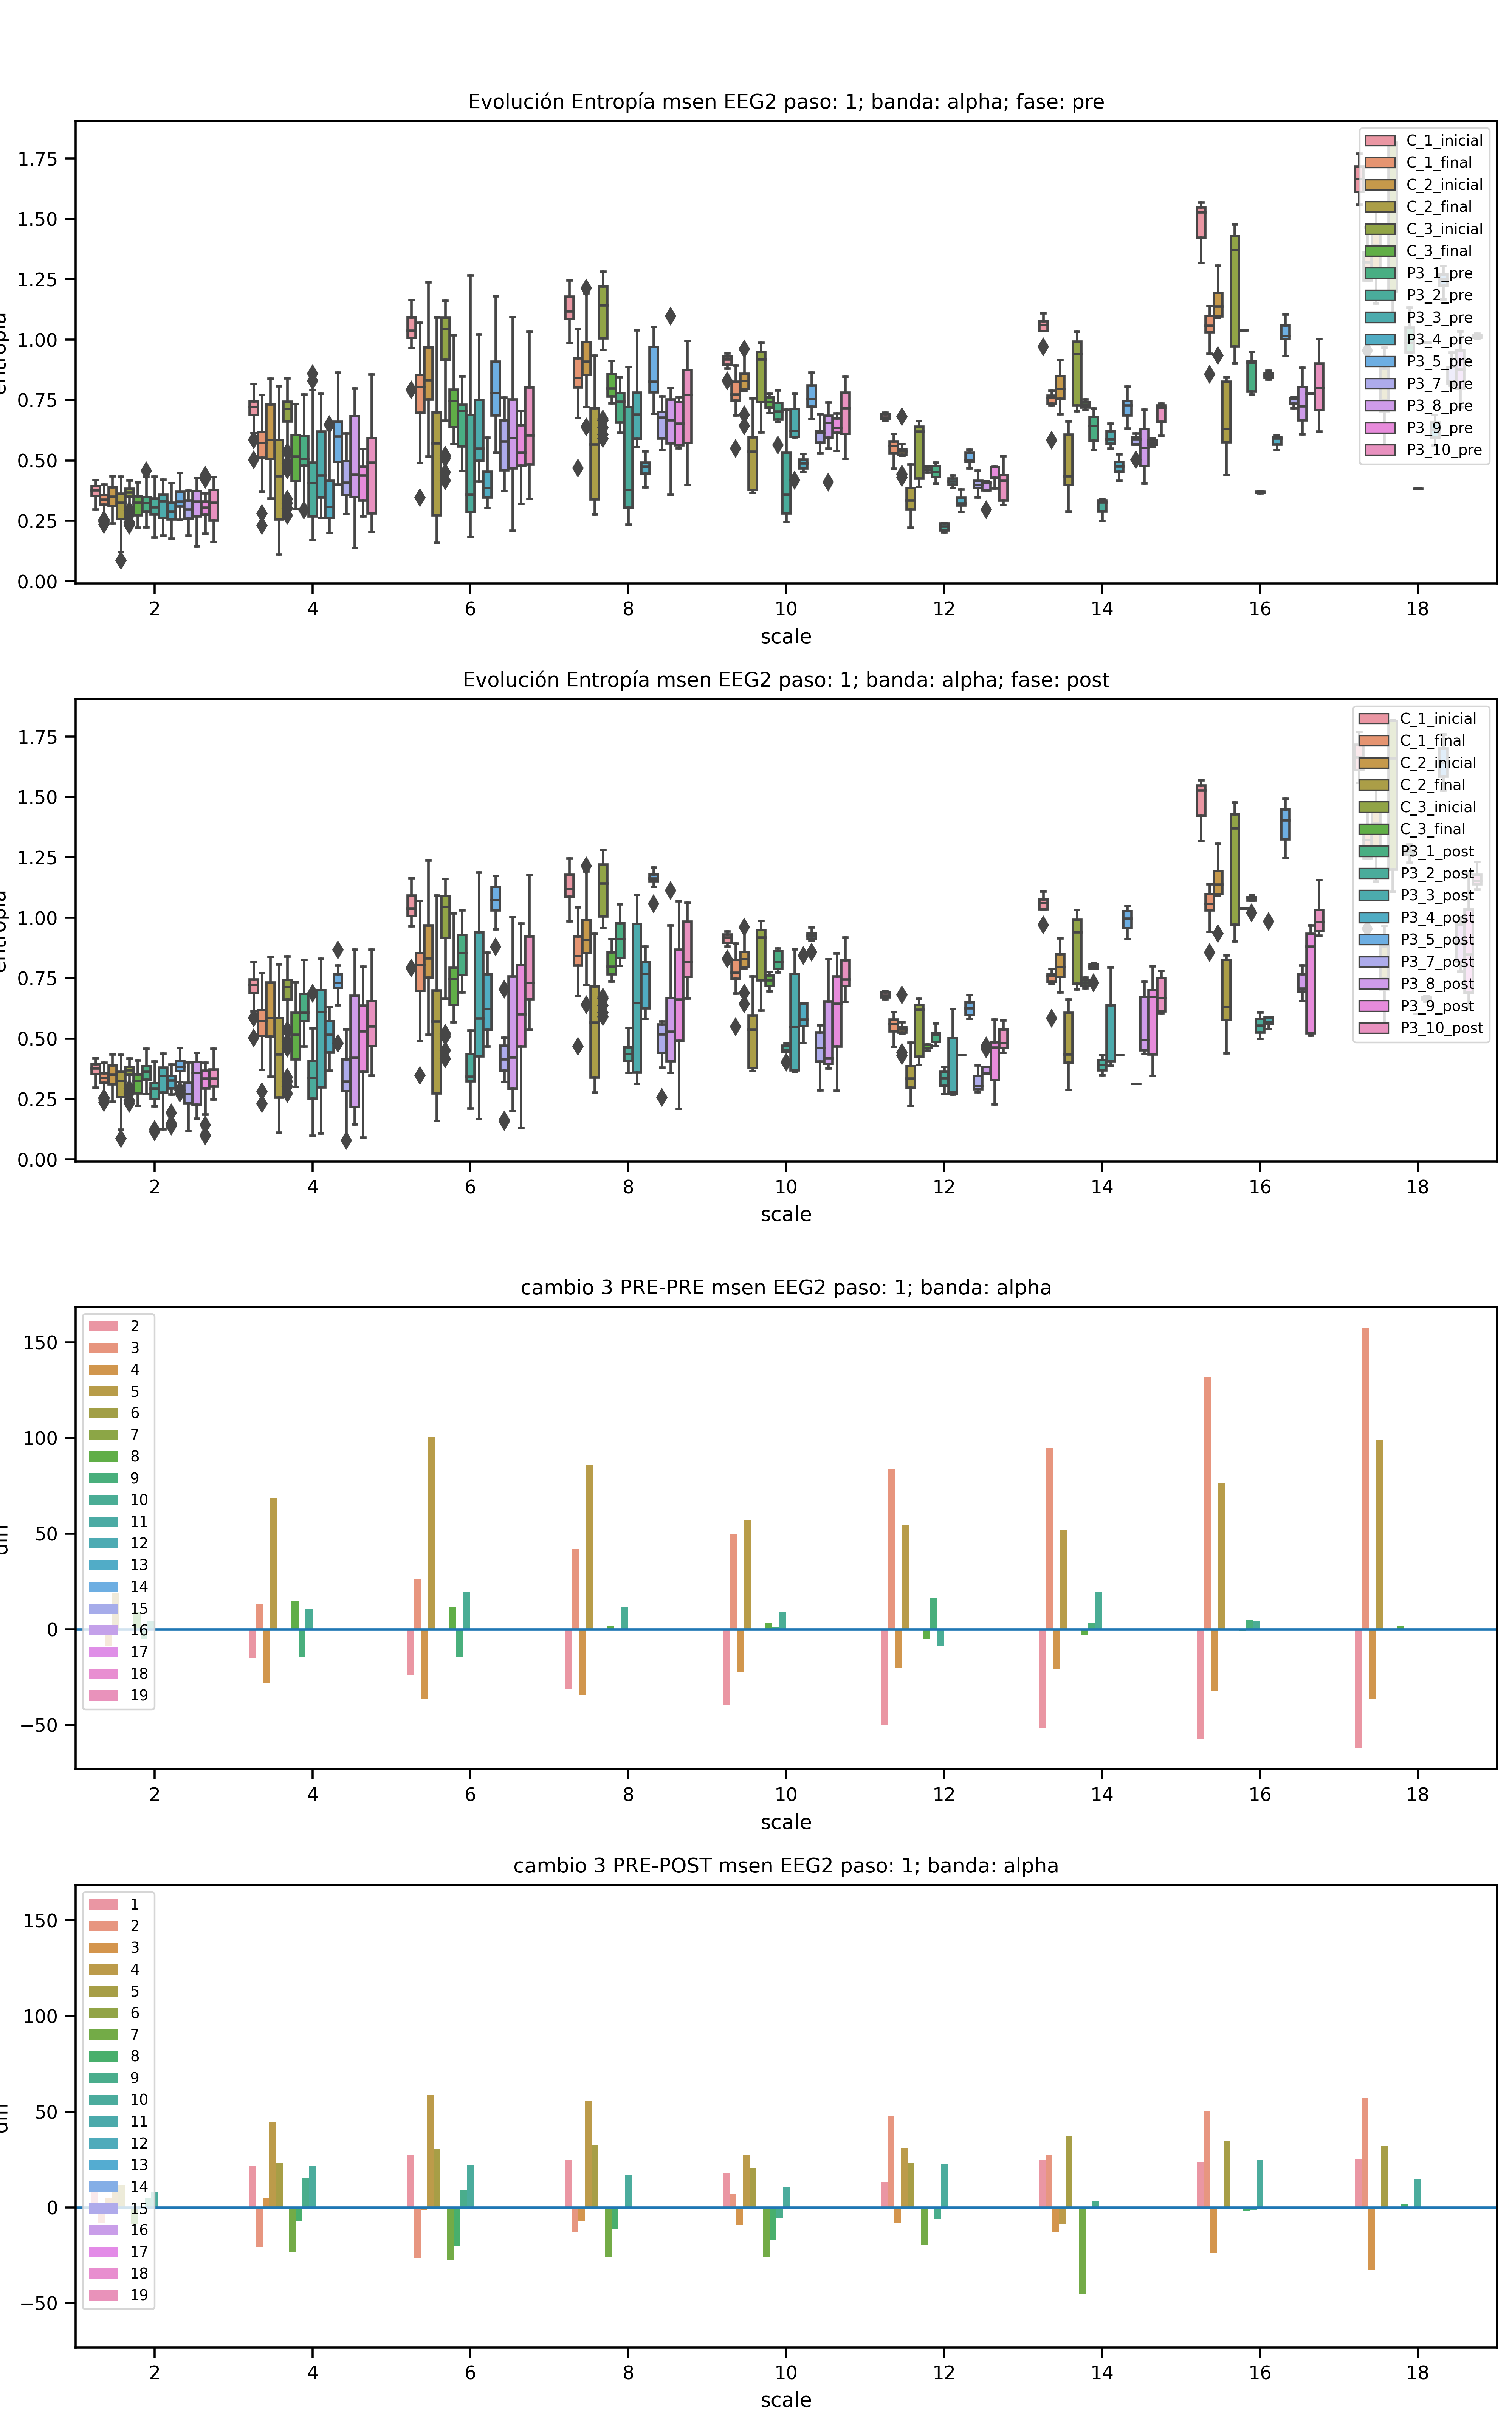 Evolución Entropía msen EEG2 paso: 1; banda: alpha; fase: pre
1.75
1.50
1.25
1.00
0.75
0.50
0.25
0.00
C_1_inicial
C_1_final
C_2_inicial
C_2_final
C_3_inicial
C_3_final
P3_1_pre
P3_2_pre
P3_3_pre
P3_4_pre
P3_5_pre
P3_7_pre
P3_8_pre
P3_9_pre
P3_10_pre
2 4 6 8 10 12 14 16 18
scale
Evolución Entropía msen EEG2 paso: 1; banda: alpha; fase: post
1.75
1.50
1.25
1.00
0.75
0.50
0.25
0.00
C_1_inicial
C_1_final
C_2_inicial
C_2_final
C_3_inicial
C_3_final
P3_1_post
P3_2_post
P3_3_post
P3_4_post
P3_5_post
P3_7_post
P3_8_post
P3_9_post
P3_10_post
2 4 6 8 10 12 14 16 18
scale
cambio 3 PRE-PRE msen EEG2 paso: 1; banda: alpha
150
100
50
0
−50
2
3
4
5
6
7
8
9
10
11
12
13
14
15
16
17
18
19
2 4 6 8 10 12 14 16 18
scale
cambio 3 PRE-POST msen EEG2 paso: 1; banda: alpha
150
100
50
0
−50
1
2
3
4
5
6
7
8
9
10
11
12
13
14
15
16
17
18
19
2 4 6 8 10 12 14 16 18
scale